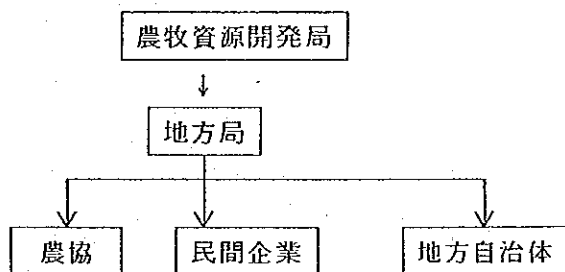 農牧資源開発局
地方局
農協
民間企業
地方自治体